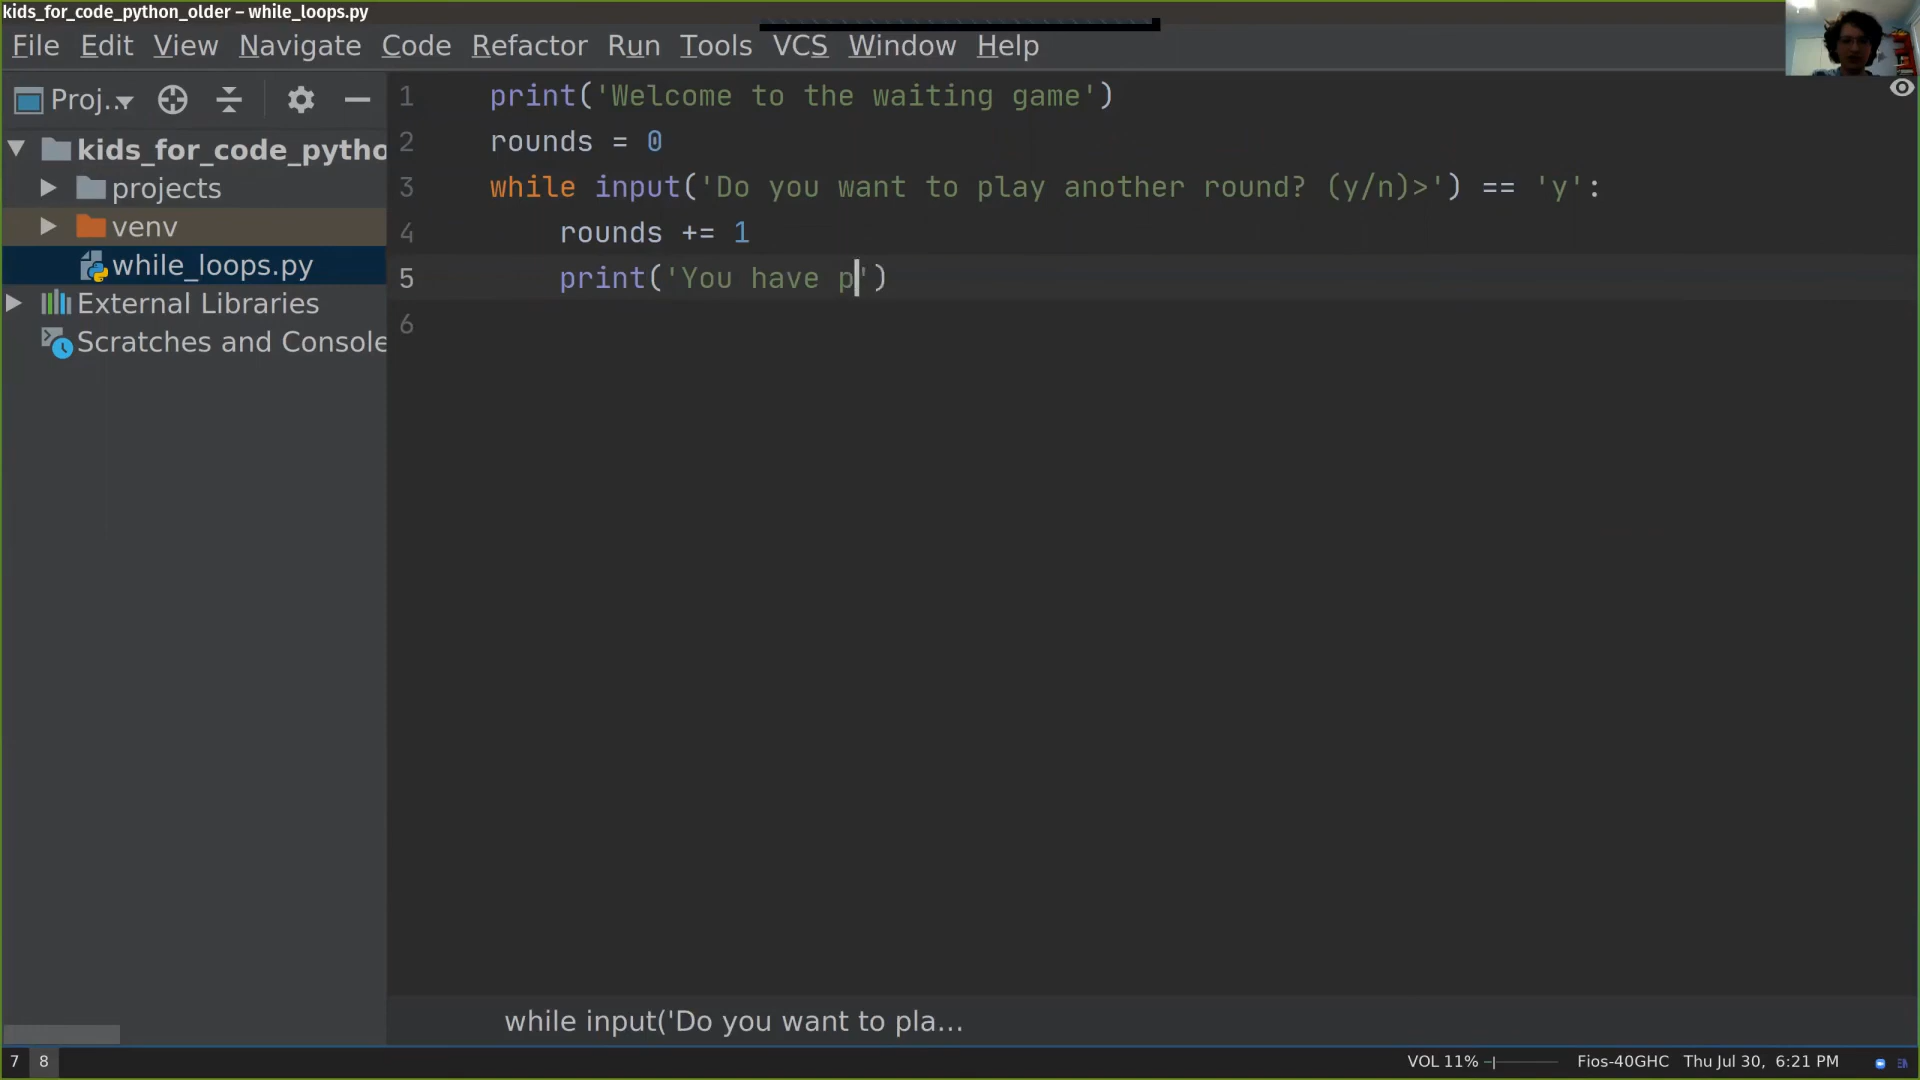 kids_for_code_python_older – while_loops.py
File Edit View Navigate Code Refactor Run Tools VCS Window Help
Proj..
kids_for_code_pytho
projects
venv
while_loops.py
External Libraries
Scratches and Console
1 print('Welcome to the waiting game')
2 rounds = 0
3 while input('Do you want to play another round? (y/n)>') == 'y':
4 rounds += 1
5 print('You have p')
6
while input('Do you want to pla...
7 8 VOL 11% Fios-40GHC Thu Jul 30, 6:21 PM EN